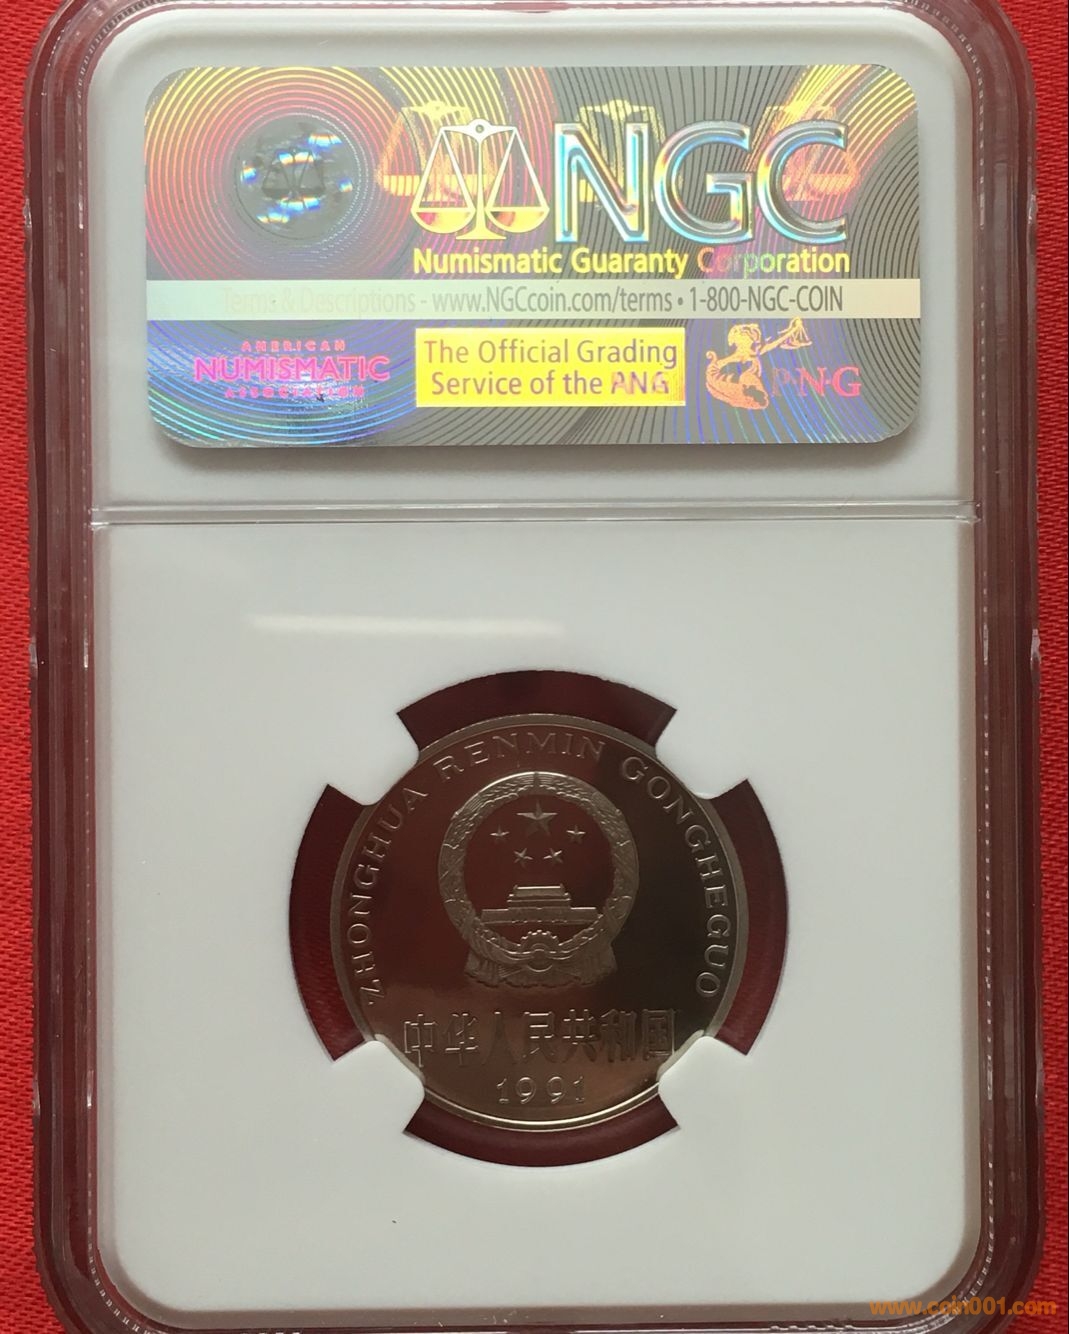 NGC
Numismatic Guaranty Corporation
Terms & Descriptions - www.NGCcoin.com/terms • 1-800-NGC-COIN
AMERICAN
NUMISMATIC
ASSOCIATION
The Official Grading
Service of the PNG
P·N·G
ZHONGHUA RENMIN GONGHEGUO
中华人民共和国
1991
www.coin001.com